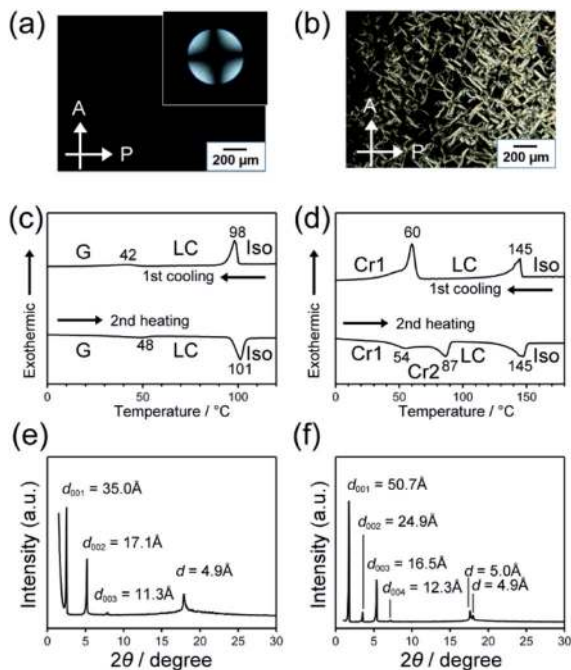 (a)
A
P
200 µm
(b)
A
P
200 µm
(c)
Exothermic
G
42
LC
98
Iso
1st cooling
2nd heating
G
48
LC
101
Iso
0
50
100
Temperature / °C
(d)
Exothermic
Cr1
60
LC
145
Iso
1st cooling
2nd heating
Cr1
54
Cr2
87
LC
145
Iso
0
50
100
150
Temperature / °C
(e)
Intensity (a.u.)
d001 = 35.0Å
d002 = 17.1Å
d003 = 11.3Å
d = 4.9Å
0
5
10
15
20
25
30
2θ / degree
(f)
Intensity (a.u.)
d001 = 50.7Å
d002 = 24.9Å
d003 = 16.5Å
d004 = 12.3Å
d = 5.0Å
d = 4.9Å
0
5
10
15
20
25
30
2θ / degree